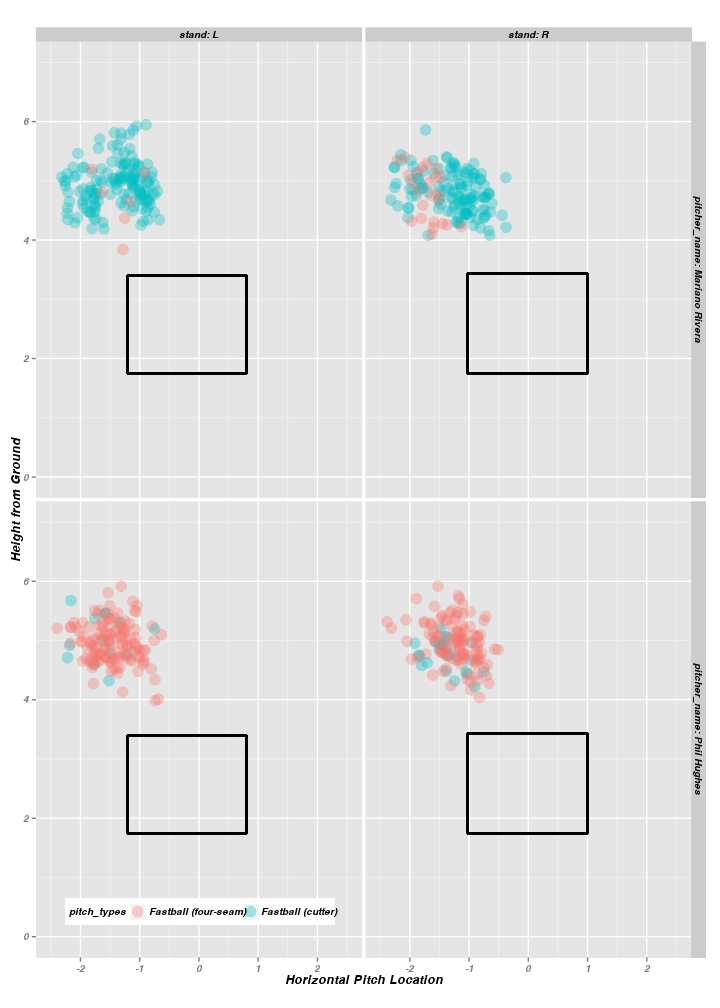 stand: L
stand: R
6
4
2
0
pitcher_name: Mariano Rivera
Height from Ground
6
4
2
0
pitcher_name: Phil Hughes
pitch_types Fastball (four-seam) Fastball (cutter)
-2 -1 0 1 2
-2 -1 0 1 2
Horizontal Pitch Location